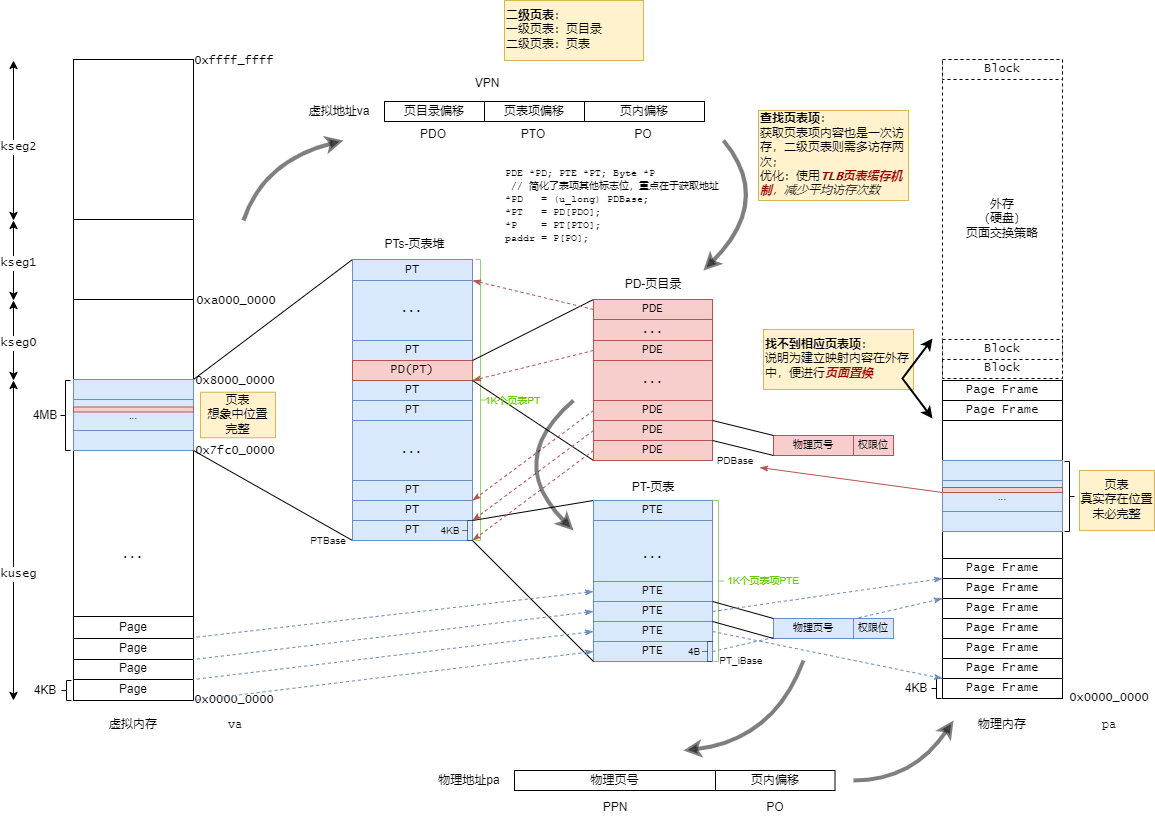 二级页表:
一级页表: 页目录
二级页表: 页表
0xffff_ffff
Block
VPN
虚拟地址va
页目录偏移
页表项偏移
页内偏移
PDO
PTO
PO
查找页表项:
获取页表项内容也是一次访
存，二级页表则需多访存两
次;
优化: 使用TLB页表缓存机
制，减少平均访存次数
kseg2
PDE *PD; PTE *PT; Byte *P
// 简化了表项其他标志位，重点在于获取地址
*PD = (u_long) PDBase;
*PT = PD[PDO];
*P = PT[PTO];
paddr = P[PO];
外存
（硬盘）
页面交换策略
PTs-页表堆
kseg1
PT
PD-页目录
0xa000_0000
...
PDE
...
kseg0
PT
PDE
找不到相应页表项:
说明为建立映射内容在外存
中，便进行页面置换
Block
Block
PD(PT)
0x8000_0000
...
PT
Page Frame
4MB
...
页表
想象中位置
完整
PT
1K个页表PT
PDE
Page Frame
PDE
物理页号
权限位
0x7fc0_0000
...
PDE
PDBase
PT
PT-页表
页表
真实存在位置
未必完整
...
PT
PTE
PT
4KB
PTBase
...
...
kuseg
Page Frame
1K个页表项PTE
PTE
Page Frame
PTE
Page Frame
Page
PTE
物理页号
权限位
Page Frame
Page
PTE
4B
Page Frame
Page
PT_iBase
Page Frame
4KB
Page
4KB
Page Frame
0x0000_0000
0x0000_0000
虚拟内存
va
物理内存
pa
物理地址pa
物理页号
页内偏移
PPN
PO